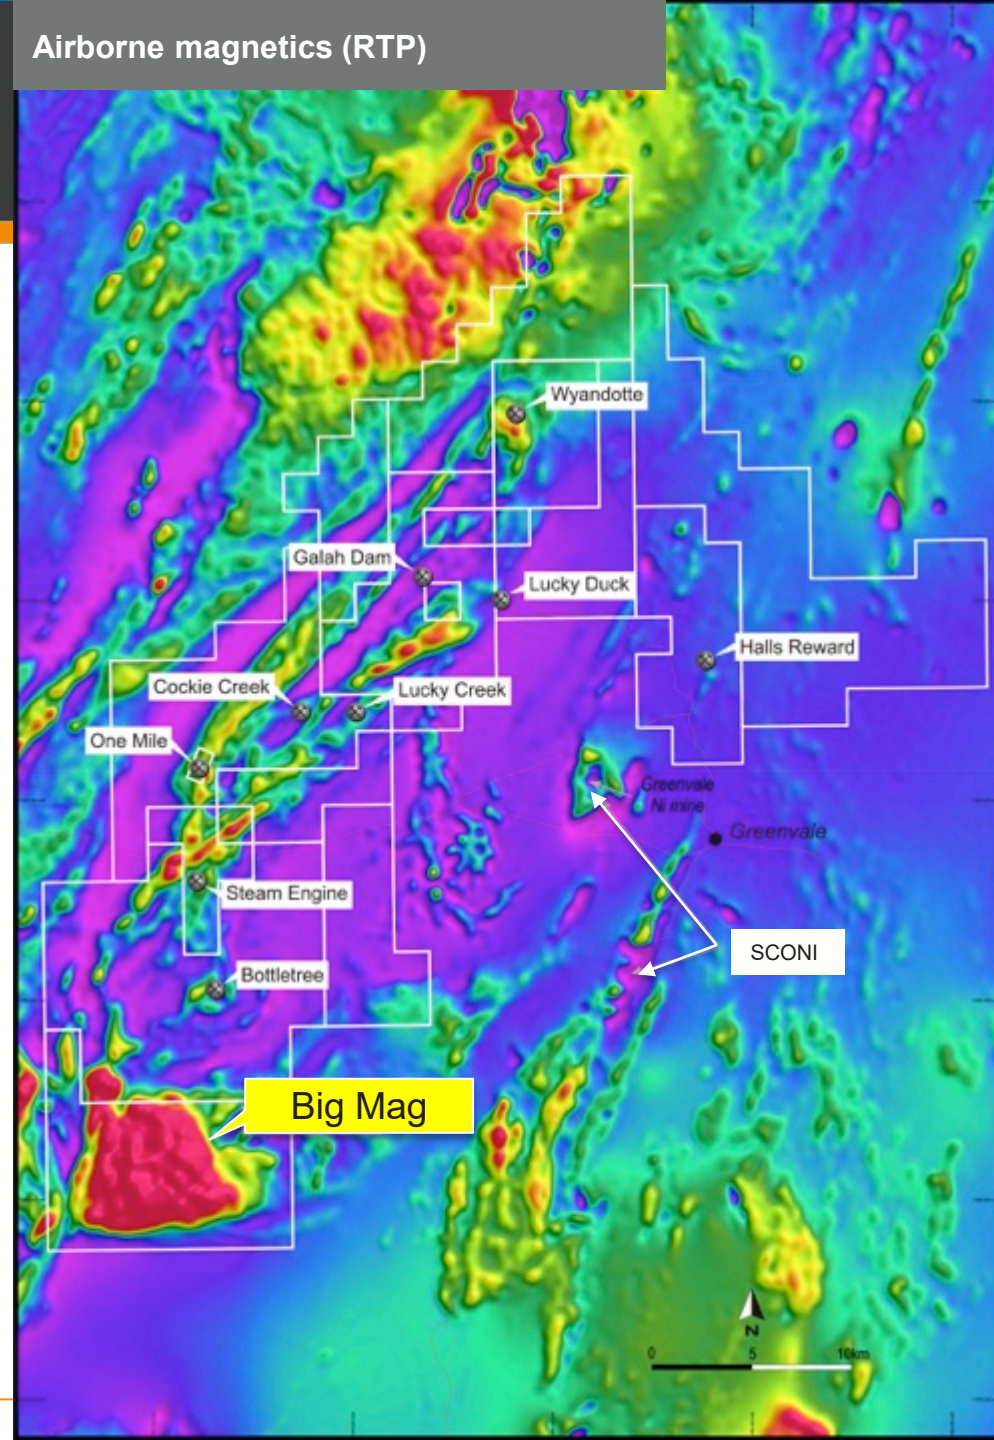 Airborne magnetics (RTP)
Wyandotte
Galah Dam
Lucky Duck
Halls Reward
Cockie Creek
Lucky Creek
One Mile
Greenvale
Ni mine
Greenvale
Steam Engine
SCONI
Bottletree
Big Mag
N
0 5 10km